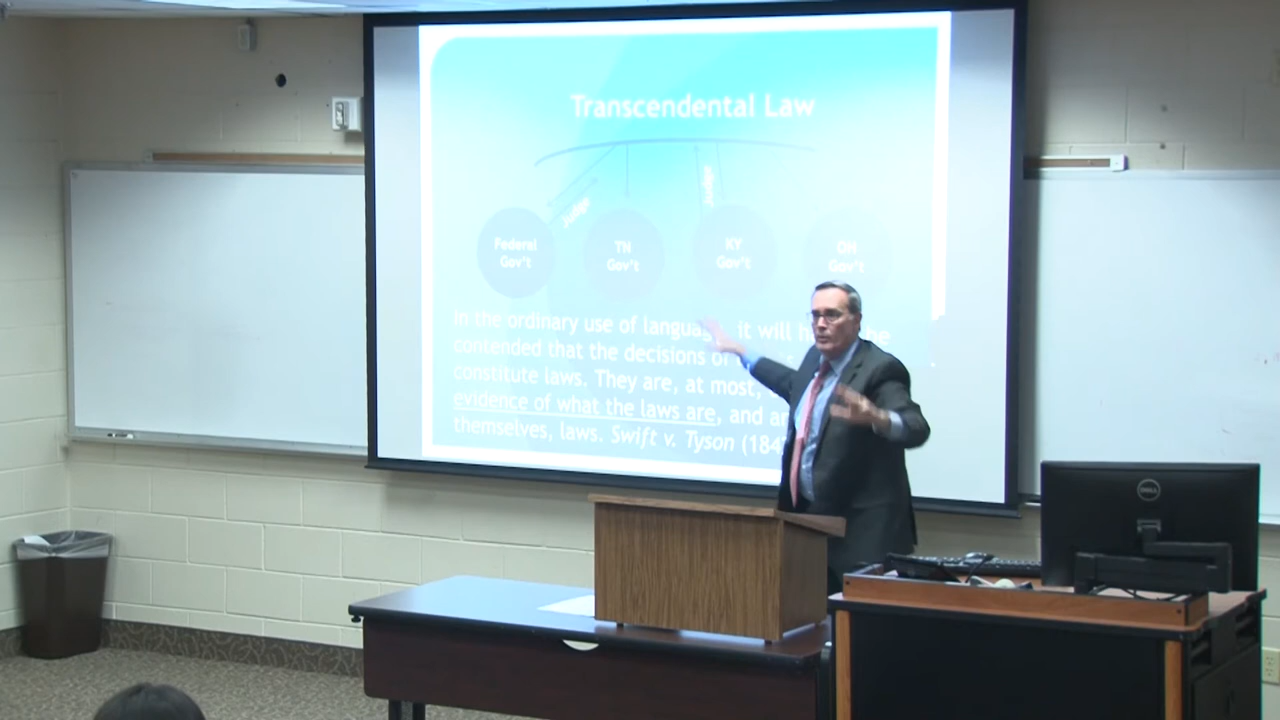 Transcendental Law
Judge
Judge
Federal
Gov't
TN
Gov't
KY
Gov't
OH
Gov't
In the ordinary use of language, it will
contended that the decisions of
constitute laws. They are, at most,
evidence of what the laws are, and
themselves, laws. Swift v. Tyson (184
DELL